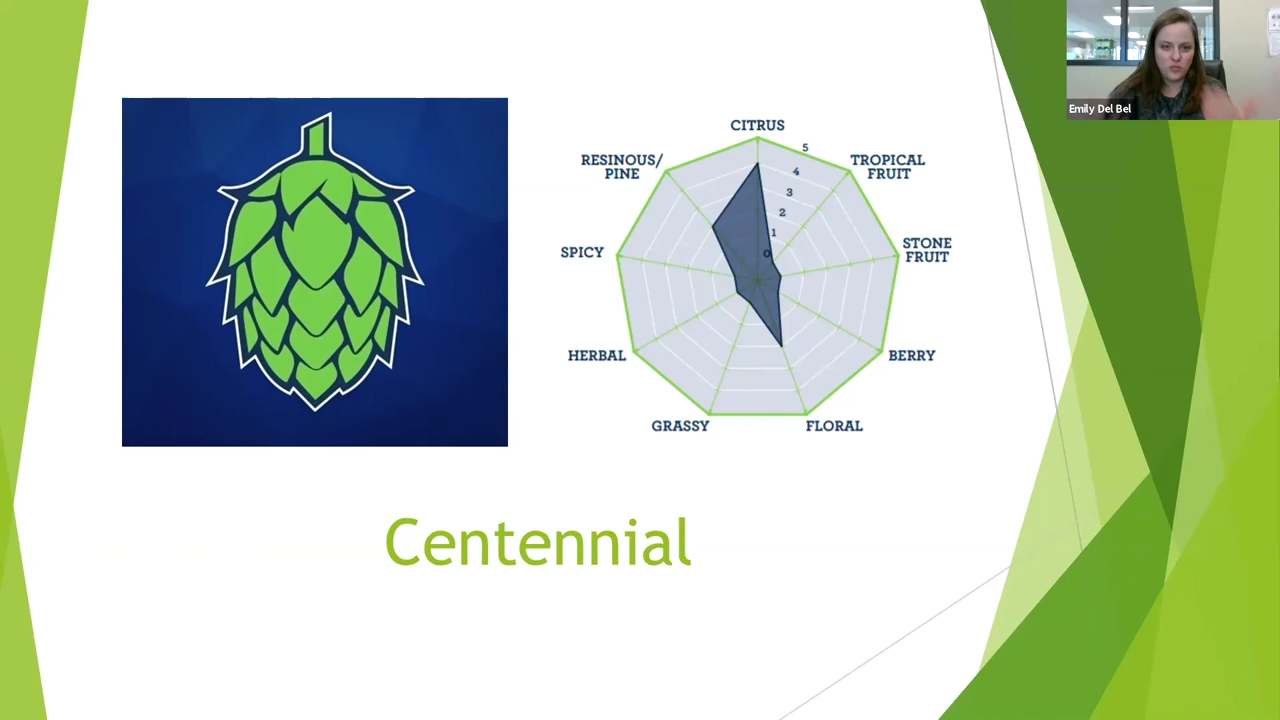 Emily Del Bel
CITRUS
RESINOUS/
PINE
5
TROPICAL
FRUIT
4
3
2
SPICY
1
STONE
FRUIT
0
HERBAL
BERRY
GRASSY
FLORAL
Centennial